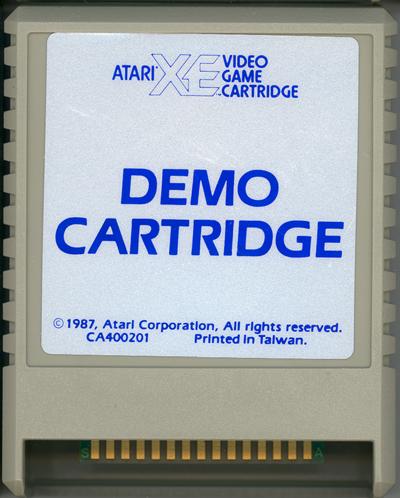 ATARI XE VIDEO
GAME
CARTRIDGE
DEMO
CARTRIDGE
©1987, Atari Corporation, All rights reserved.
CA400201 Printed in Taiwan.
S A